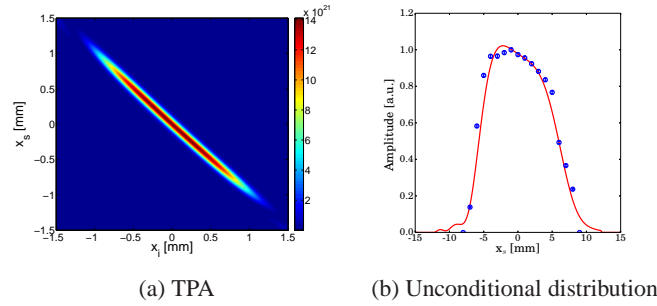 x 10^21
1.5
1
0.5
0
-0.5
-1
-1.5
-1.5 -1 -0.5 0 0.5 1 1.5
x_s [mm]
x_i [mm]
14
12
10
8
6
4
2
(a) TPA
1.2
1.0
0.8
0.6
0.4
0.2
0.0
-15 -10 -5 0 5 10 15
Amplitude [a.u.]
x_s [mm]
(b) Unconditional distribution